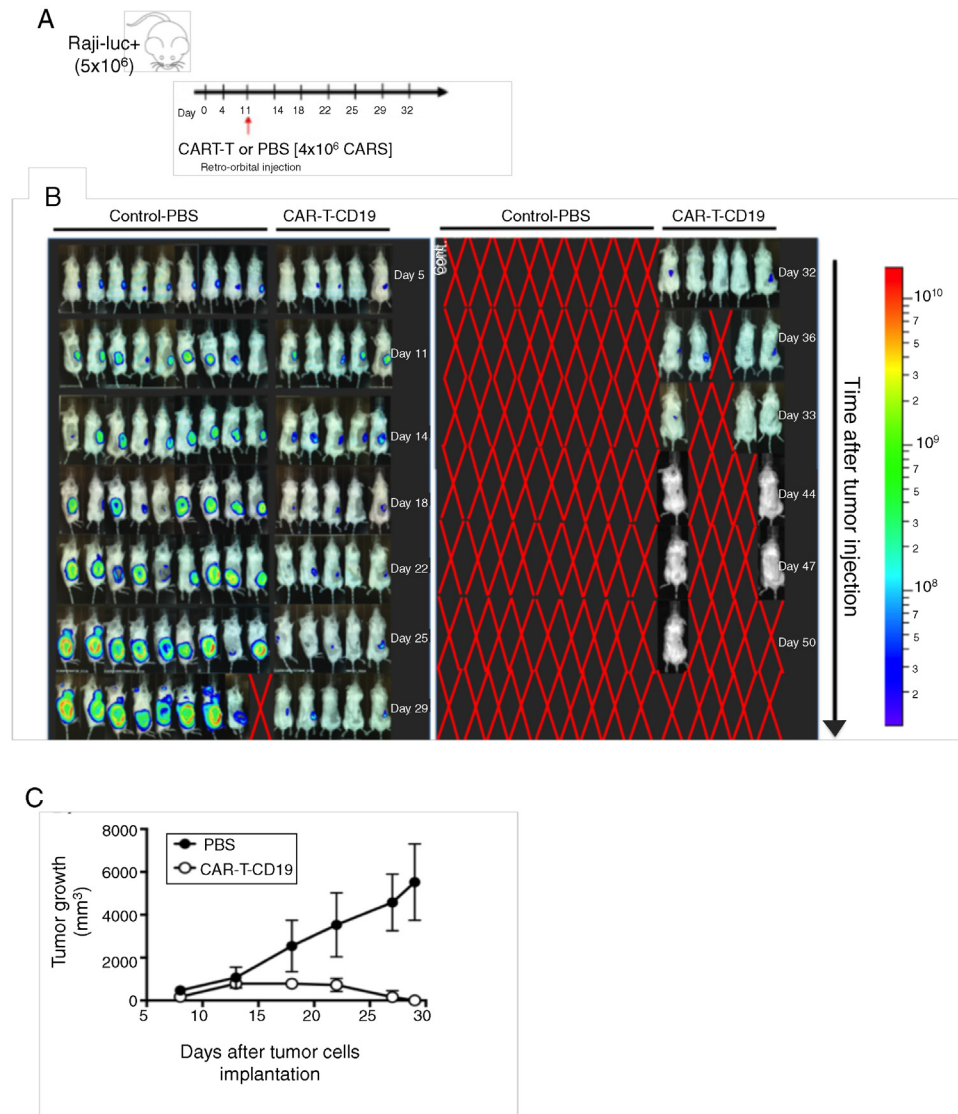 A
Raji-luc+
(5x10⁶)
Day 0 4 11 14 18 22 25 29 32
CART-T or PBS [4x10⁶ CARS]
Retro-orbital injection
B
Control-PBS
CAR-T-CD19
Control-PBS
CAR-T-CD19
Day 5
Day 11
Day 14
Day 18
Day 22
Day 25
Day 29
Day 32
Day 36
Day 33
Day 44
Day 47
Day 50
Time after tumor injection
10¹⁰
5
3
2
10⁹
5
3
2
10⁸
7
5
3
2
C
8000
6000
4000
2000
0
Tumor growth
(mm³)
PBS
CAR-T-CD19
5 10 15 20 25 30
Days after tumor cells
implantation